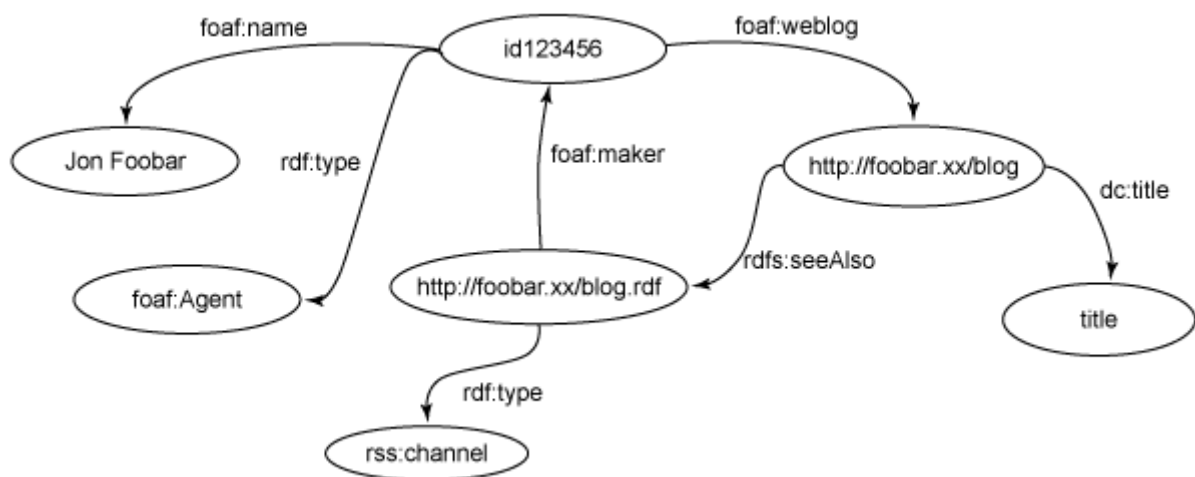 foaf:name
id123456
foaf:weblog
Jon Foobar
rdf:type
foaf:maker
http://foobar.xx/blog
dc:title
foaf:Agent
http://foobar.xx/blog.rdf
rdfs:seeAlso
title
rdf:type
rss:channel